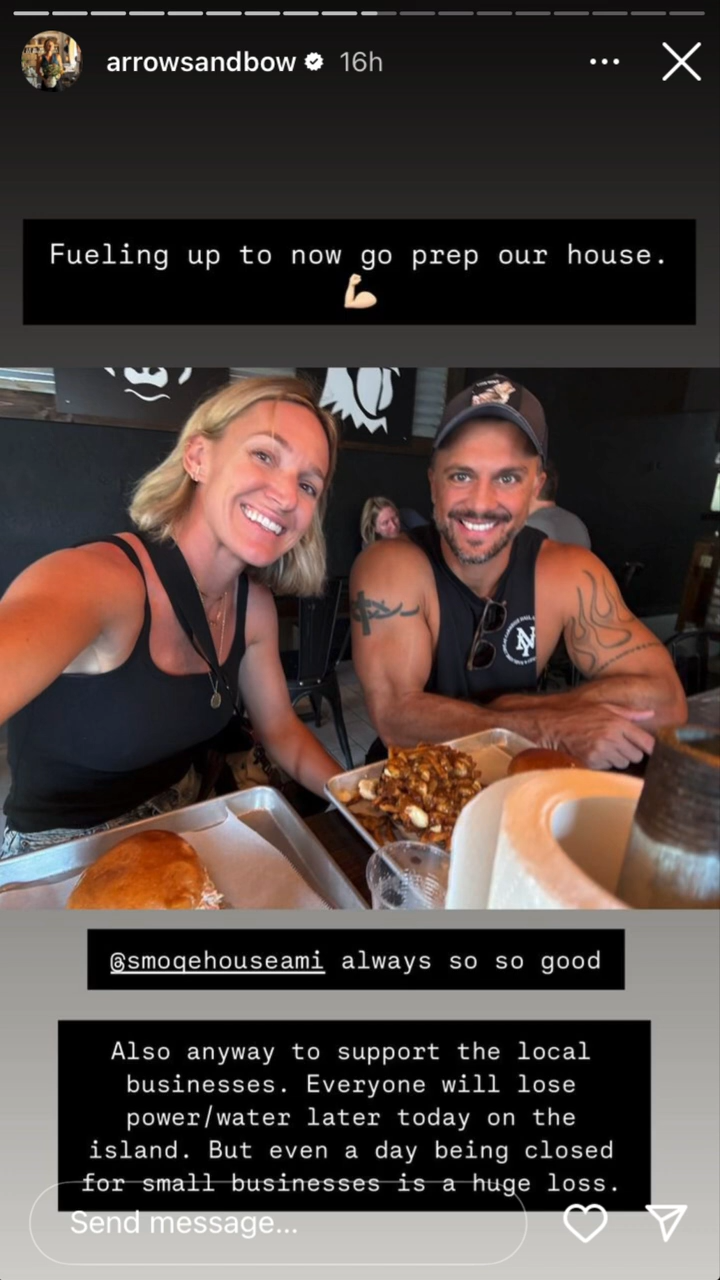 arrowsandbow 16h
Fueling up to now go prep our house.
💪🏼
@smoqehouseami always so so good
Also anyway to support the local
businesses. Everyone will lose
power/water later today on the
island. But even a day being closed
for small businesses is a huge loss.
Send message...